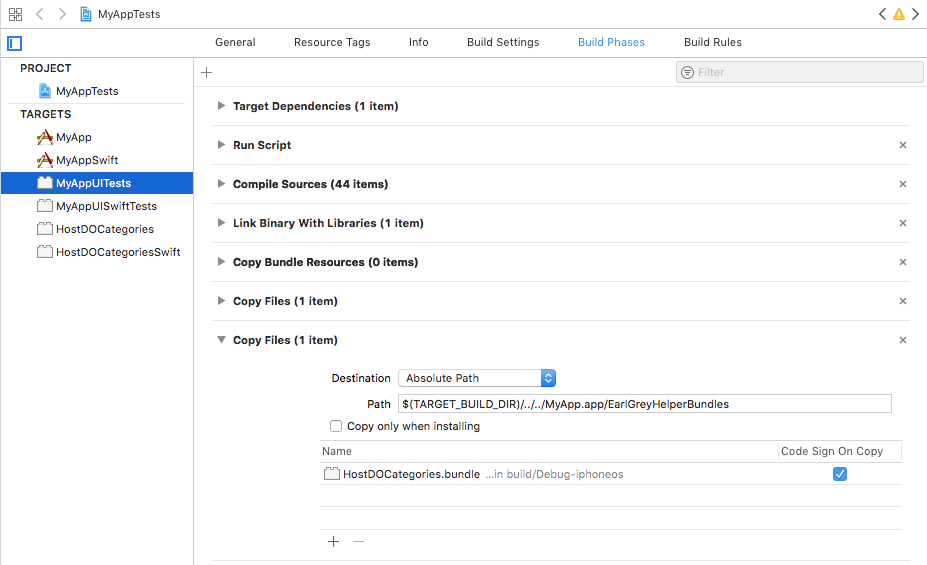 MyAppTests
General Resource Tags Info Build Settings Build Phases Build Rules
PROJECT
MyAppTests
TARGETS
MyApp
MyAppSwift
MyAppUITests
MyAppUISwiftTests
HostDOCategories
HostDOCategoriesSwift
Filter
Target Dependencies (1 item)
Run Script
Compile Sources (44 items)
Link Binary With Libraries (1 item)
Copy Bundle Resources (0 items)
Copy Files (1 item)
Copy Files (1 item)
Destination Absolute Path
Path $(TARGET_BUILD_DIR)/../../MyApp.app/EarlGreyHelperBundles
Copy only when installing
Name Code Sign On Copy
HostDOCategories.bundle ...in build/Debug-iphoneos